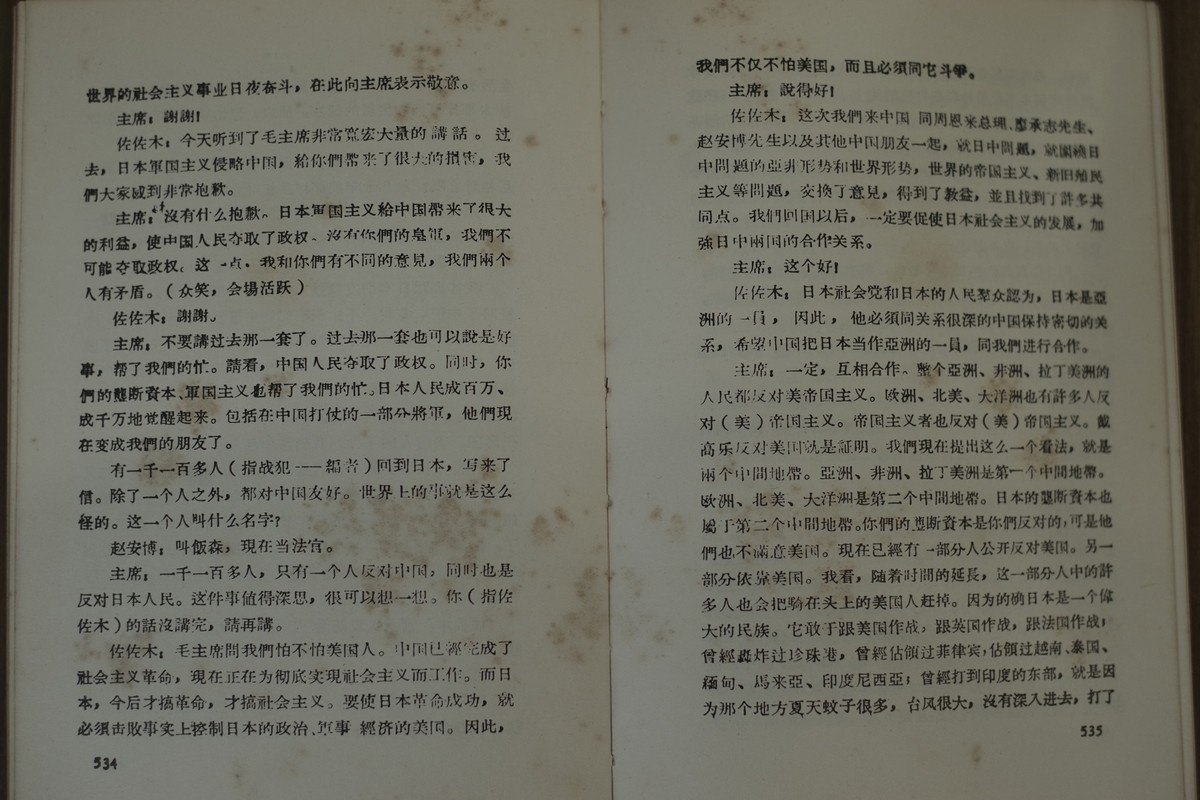 世界的社会主义事业日夜奋斗，在此向主席表示敬意。
主席：謝謝！
佐佐木：今天听到了毛主席非常寬宏大量的講話。过
去，日本軍国主义侵略中国，給你們帶来了很大的損害，我
們大家感到非常抱歉。
主席：沒有什么抱歉。日本軍国主义給中国帶来了很大
的利益，使中国人民夺取了政权。沒有你們的皇軍，我們不
可能夺取政权。这一点，我和你們有不同的意見，我們兩个
人有矛盾。（众笑，会場活跃）
佐佐木：謝謝。
主席：不要講过去那一套了。过去那一套也可以說是好
事，帮了我們的忙。請看，中国人民夺取了政权。同时，你
們的壟断資本、軍国主义也帮了我們的忙。日本人民成百万、
成千万地覚醒起来。包括在中国打仗的一部分將軍，他們現
在变成我們的朋友了。
有一千一百多人（指战犯——編者）回到日本，写来了
信。除了一个人之外，都对中国友好。世界上的事就是这么
怪的。这一个人叫什么名字？
赵安博：叫飯森，現在当法官。
主席：一千一百多人，只有一个人反对中国，同时也是
反对日本人民。这件事值得深思，很可以想一想。你（指佐
佐木）的話沒講完，請再講。
佐佐木：毛主席問我們怕不怕美国人。中国已經完成了
社会主义革命，現在正在为彻底实現社会主义而工作。而日
本，今后才搞革命，才搞社会主义。要使日本革命成功，就
必須击敗事实上控制日本的政治、軍事 經济的美国。因此，
534
我們不仅不怕美国，而且必須同它斗爭。
主席：說得好！
佐佐木：这次我們来中国 同周恩来总理、廖承志先生、
赵安博先生以及其他中国朋友一起，就日中問題，就圍繞日
中問題的亞非形势和世界形势，世界的帝国主义、新旧殖民
主义等問題，交換了意見，得到了教益，並且找到了許多共
同点。我們回国以后，一定要促使日本社会主义的发展，加
強日中兩国的合作关系。
主席：这个好！
佐佐木：日本社会党和日本的人民羣众認为，日本是亞
洲的一員，因此，他必須同关系很深的中国保持密切的关
系，希望中国把日本当作亞洲的一員，同我們进行合作。
主席：一定，互相合作。整个亞洲、非洲、拉丁美洲的
人民都反对美帝国主义。欧洲、北美、大洋洲也有許多人反
对（美）帝国主义。帝国主义者也反对（美）帝国主义。戴
高乐反对美国就是証明。我們現在提出这么一个看法，就是
兩个中間地帶。亞洲、非洲、拉丁美洲是第一个中間地帶。
欧洲、北美、大洋洲是第二个中間地帶。日本的壟断資本也
屬于第二个中間地帶。你們的壟断資本是你們反对的，可是他
們也不滿意美国。現在已經有一部分人公开反对美国。另一
部分依靠美国。我看，随着时間的延長，这一部分人中的許
多人也会把騎在头上的美国人赶掉。因为的确日本是一个偉
大的民族。它敢于跟美国作战，跟英国作战，跟法国作战；
曾經轟炸过珍珠港，曾經佔領过菲律宾，佔領过越南、泰国、
緬甸、馬来亞、印度尼西亞；曾經打到印度的东部，就是因
为那个地方夏天蚊子很多，台风很大，沒有深入进去，打了
535